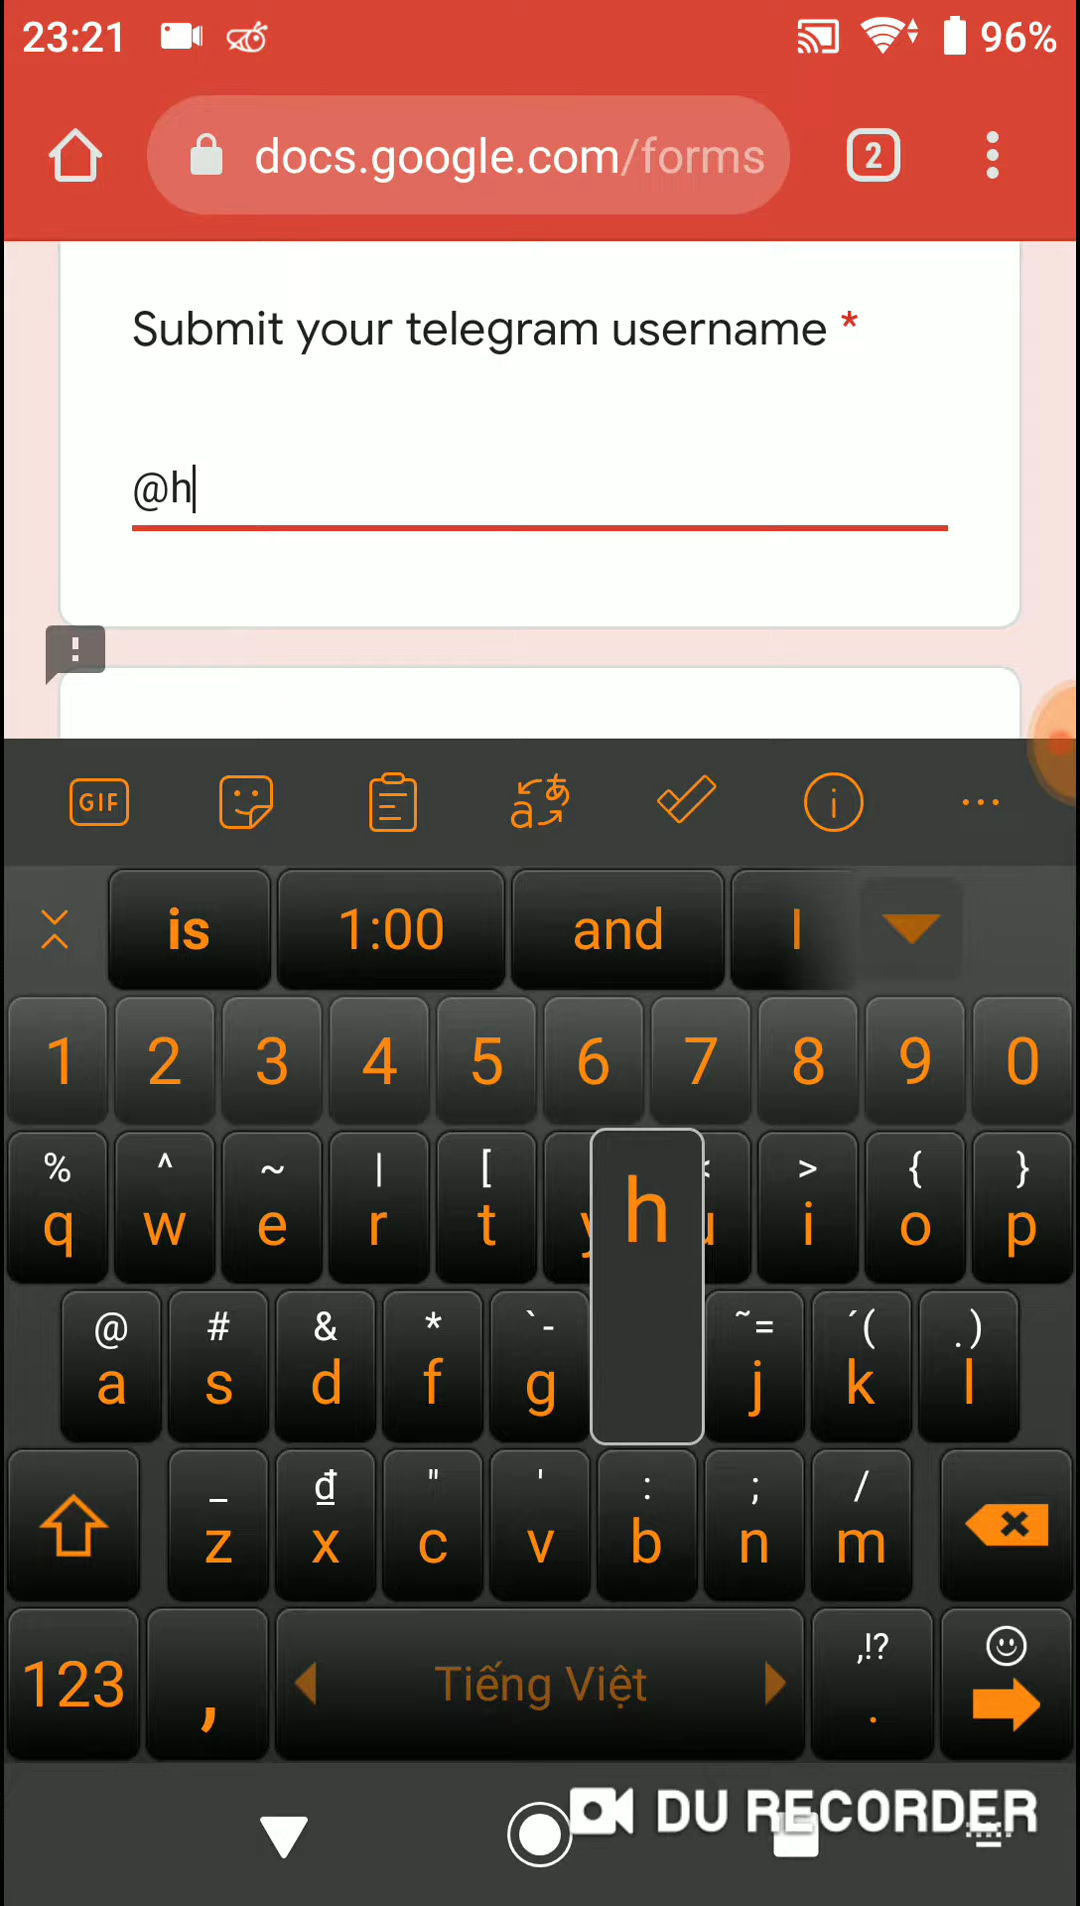 23:21 96%
docs.google.com/forms 2
Submit your telegram username *
@h
!
GIF a あ i ...
is 1:00 and I
1 2 3 4 5 6 7 8 9 0
% ^ ~ | [ < > { }
q w e r t y u i o p
h
@ # & * `- ˜= ´( .)
a s d f g j k l
_ đ " ' : ; /
z x c v b n m
123 , Tiếng Việt ,!? .
DU RECORDER